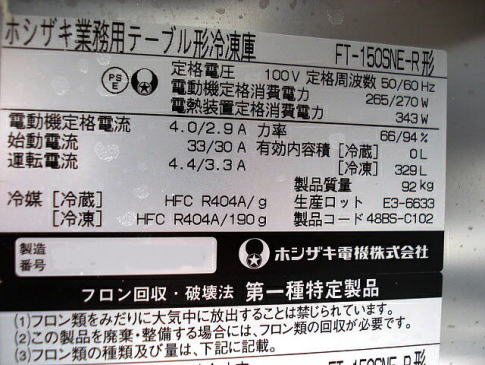 ホシザキ業務用テーブル形冷凍庫 FT-150SNE-R形
定格電圧 100V 定格周波数 50/60Hz
PS E 電動機定格消費電力 265/270W
電熱装置定格消費電力 343W
電動機定格電流 4.0/2.9A 力率 66/94%
始動電流 33/30A 有効内容積[冷蔵] 0L
運転電流 4.4/3.3A [冷凍] 329L
製品質量 92kg
冷媒[冷蔵] HFC R404A/g 生産ロット E3-6633
[冷凍] HFC R404A/190g 製品コード 48BS-C102
製造
番号
ホシザキ電機株式会社
フロン回収・破壊法 第一種特定製品
(1)フロン類をみだりに大気中に放出することは禁じられています。
(2)この製品を廃棄・整備する場合には、フロン類の回収が必要です。
(3)フロン類の種類及び量は、下記に記載。
FT-150SNE-R形